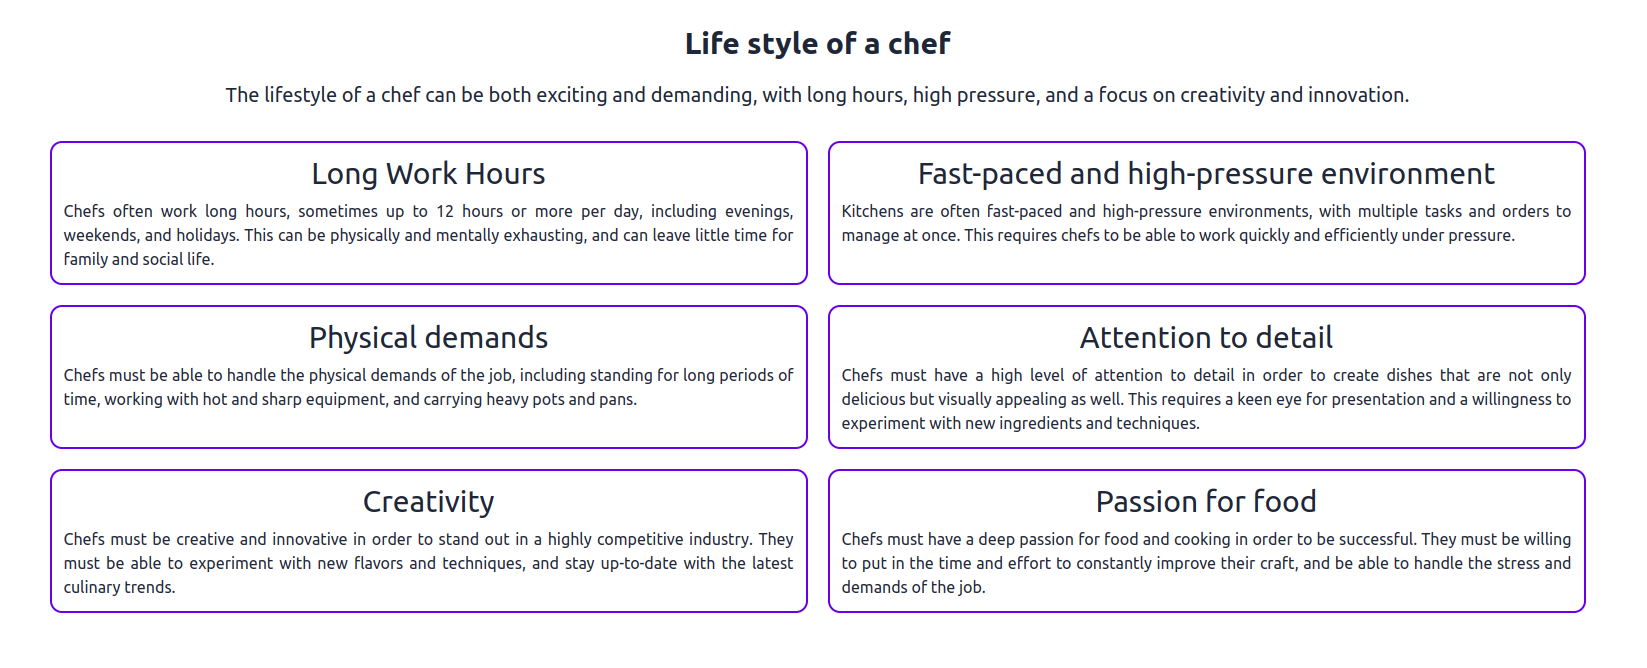 Life style of a chef
The lifestyle of a chef can be both exciting and demanding, with long hours, high pressure, and a focus on creativity and innovation.
Long Work Hours
Chefs often work long hours, sometimes up to 12 hours or more per day, including evenings,
weekends, and holidays. This can be physically and mentally exhausting, and can leave little time for
family and social life.
Fast-paced and high-pressure environment
Kitchens are often fast-paced and high-pressure environments, with multiple tasks and orders to
manage at once. This requires chefs to be able to work quickly and efficiently under pressure.
Physical demands
Chefs must be able to handle the physical demands of the job, including standing for long periods of
time, working with hot and sharp equipment, and carrying heavy pots and pans.
Attention to detail
Chefs must have a high level of attention to detail in order to create dishes that are not only
delicious but visually appealing as well. This requires a keen eye for presentation and a willingness to
experiment with new ingredients and techniques.
Creativity
Chefs must be creative and innovative in order to stand out in a highly competitive industry. They
must be able to experiment with new flavors and techniques, and stay up-to-date with the latest
culinary trends.
Passion for food
Chefs must have a deep passion for food and cooking in order to be successful. They must be willing
to put in the time and effort to constantly improve their craft, and be able to handle the stress and
demands of the job.